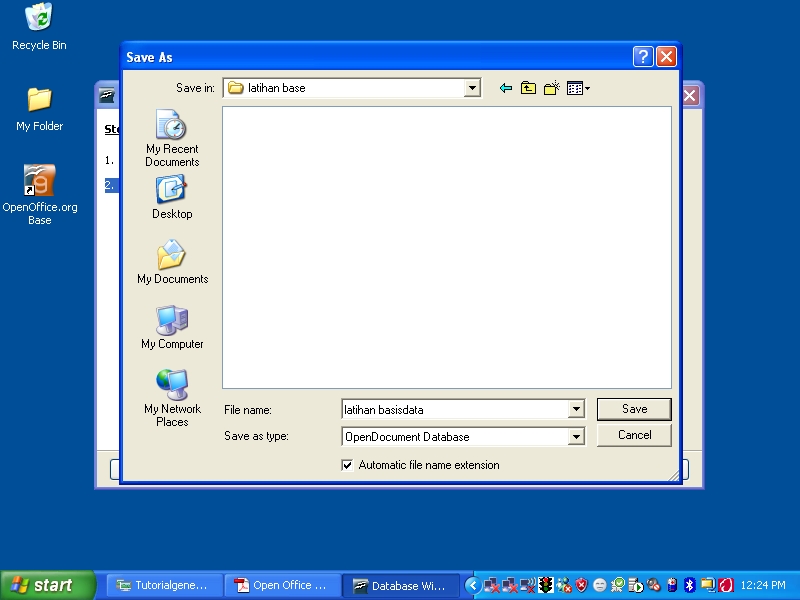 Recycle Bin
My Folder
OpenOffice.org
Base
Save As
Save in:
latihan base
1.
2.
My Recent
Documents
Desktop
My Documents
My Computer
My Network
Places
File name:
latihan basisdata
Save
Save as type:
OpenDocument Database
Cancel
Automatic file name extension
start
Tutorialgene...
Open Office ...
Database Wi...
12:24 PM